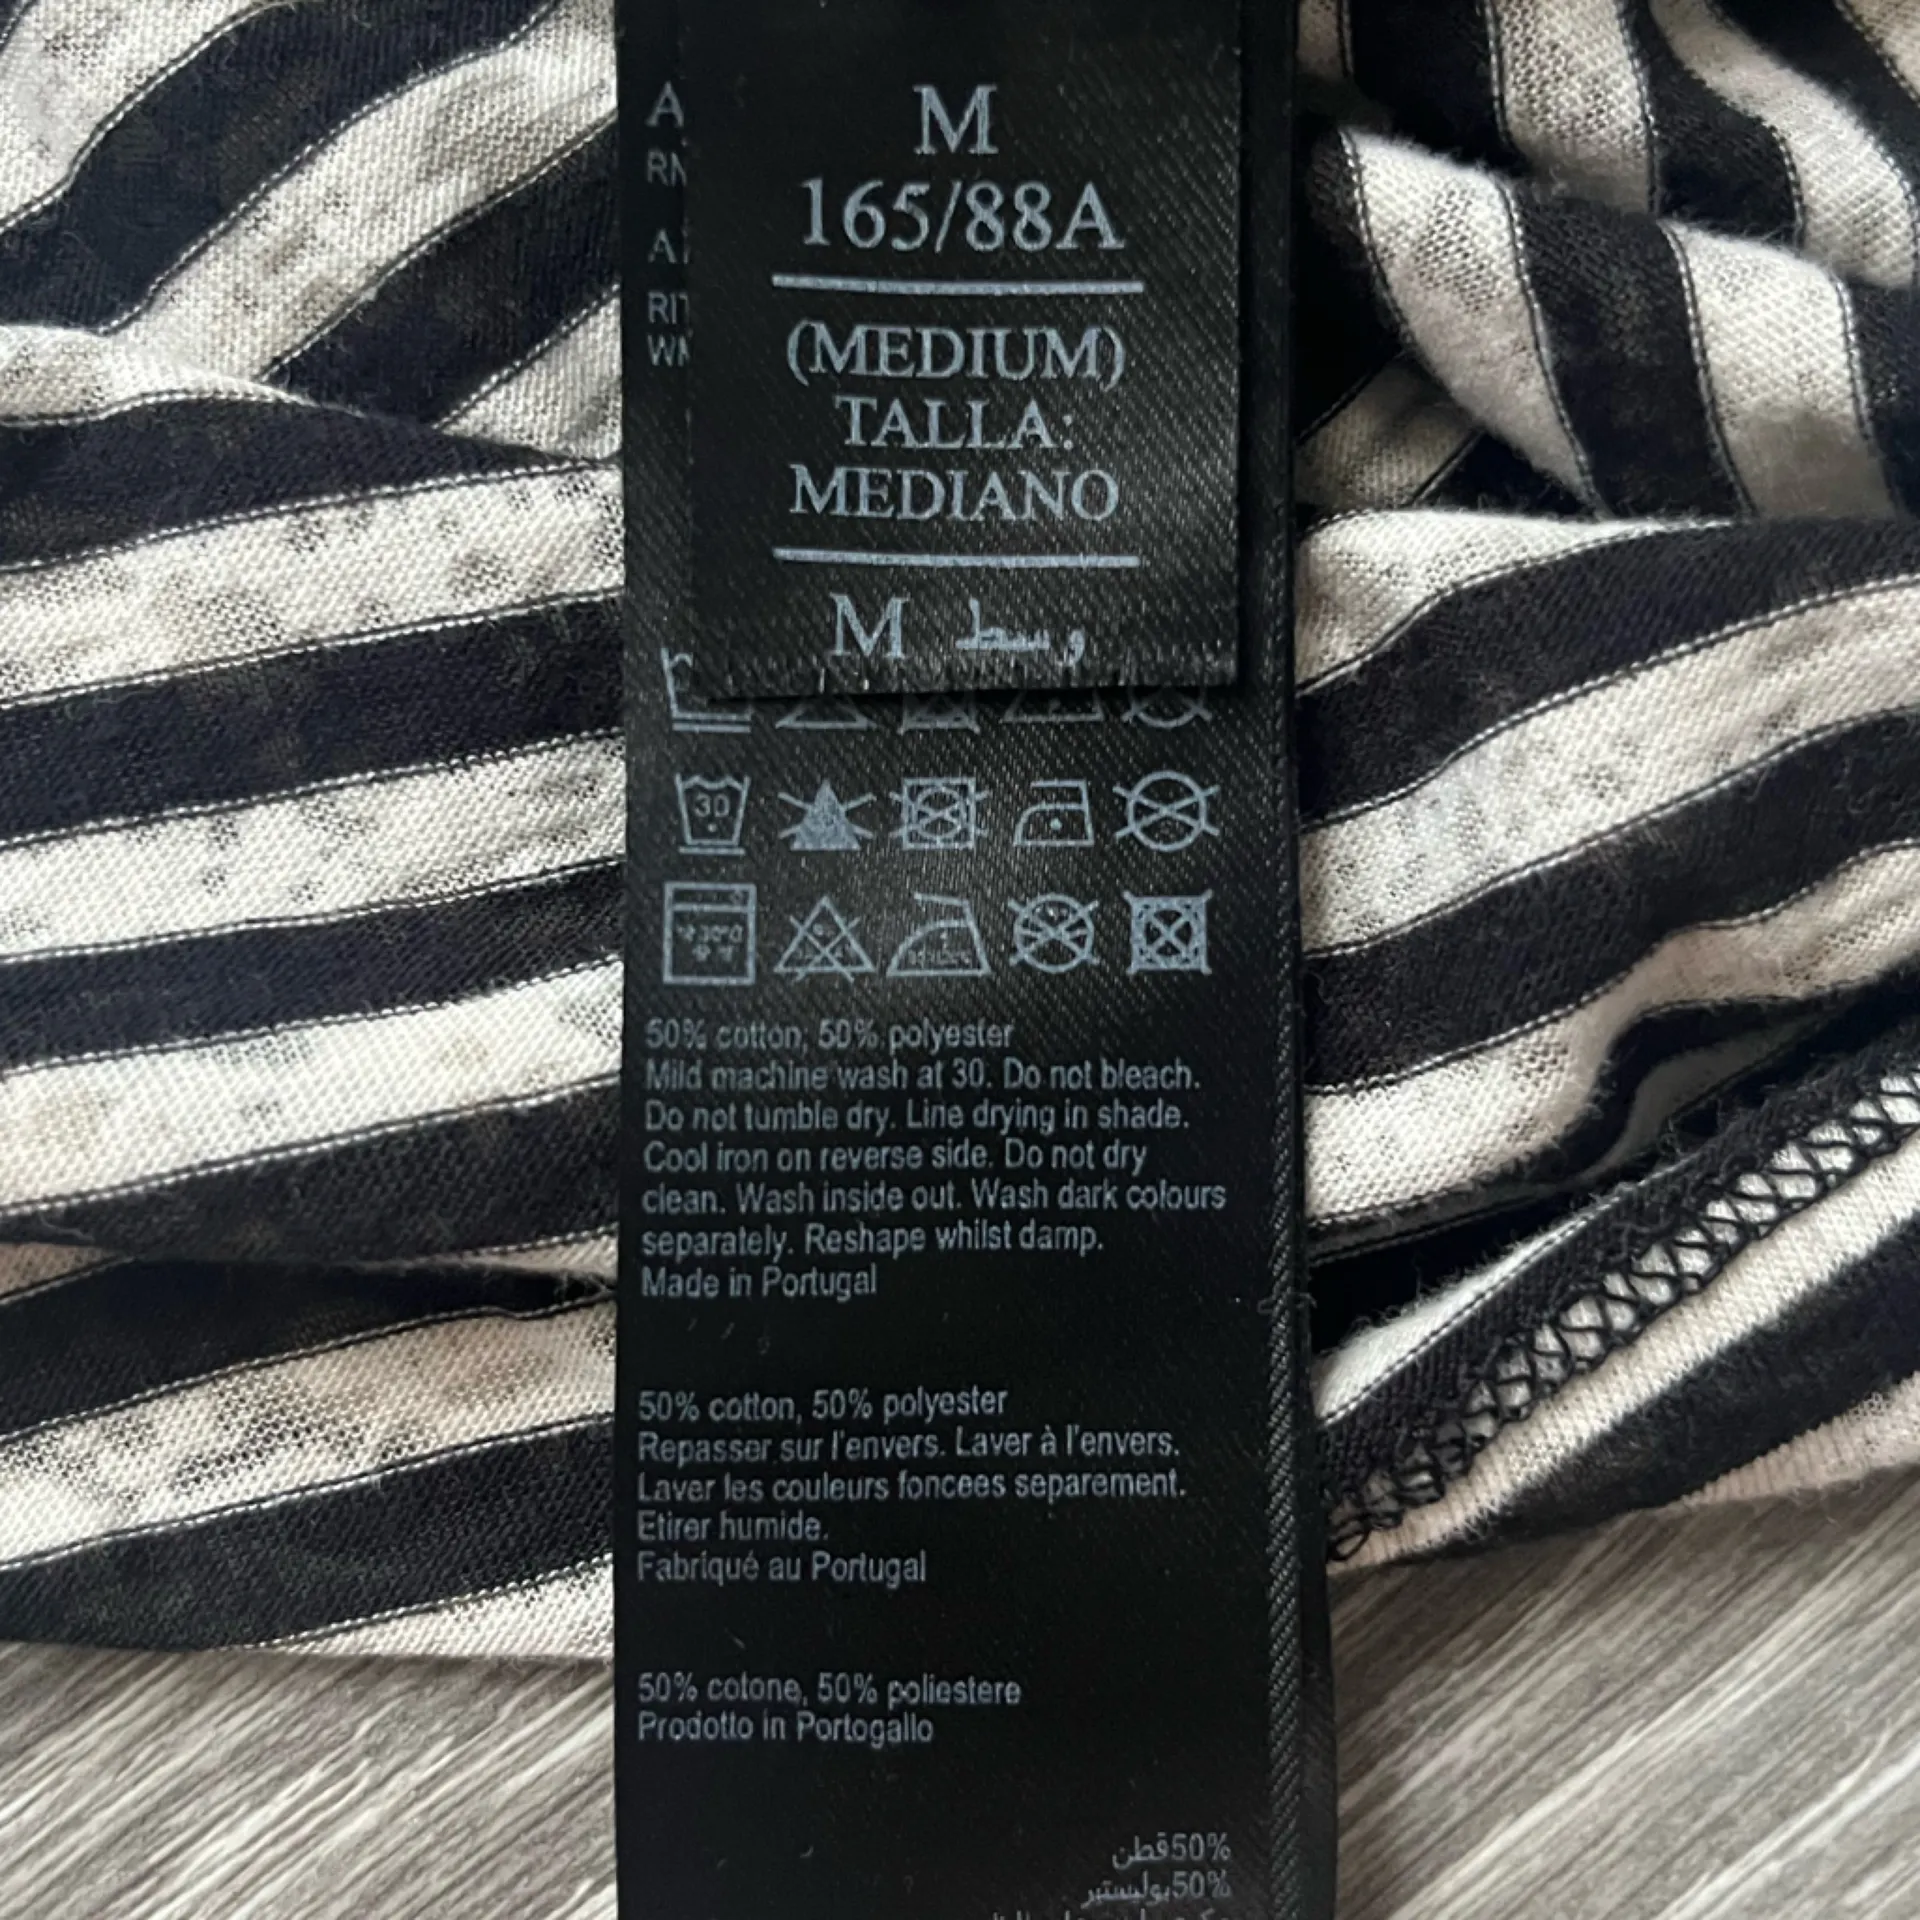 M
165/88A
(MEDIUM)
TALLA:
MEDIANO
M وسط
30
50% cotton, 50% polyester
Mild machine wash at 30. Do not bleach.
Do not tumble dry. Line drying in shade.
Cool iron on reverse side. Do not dry
clean. Wash inside out. Wash dark colours
separately. Reshape whilst damp.
Made in Portugal
50% cotton, 50% polyester
Repasser sur l'envers. Laver à l'envers.
Laver les couleurs foncees separement.
Etirer humide.
Fabriqué au Portugal
50% cotone, 50% poliestere
Prodotto in Portogallo
50%قطن
50%بوليستير